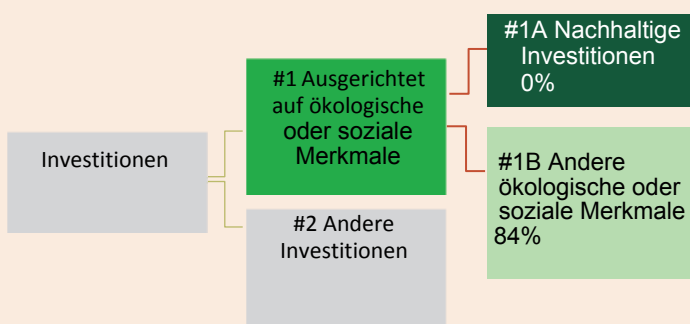 Investitionen
#1 Ausgerichtet
auf ökologische
oder soziale
Merkmale
#2 Andere
Investitionen
#1A Nachhaltige
Investitionen
0%
#1B Andere
ökologische oder
soziale Merkmale
84%